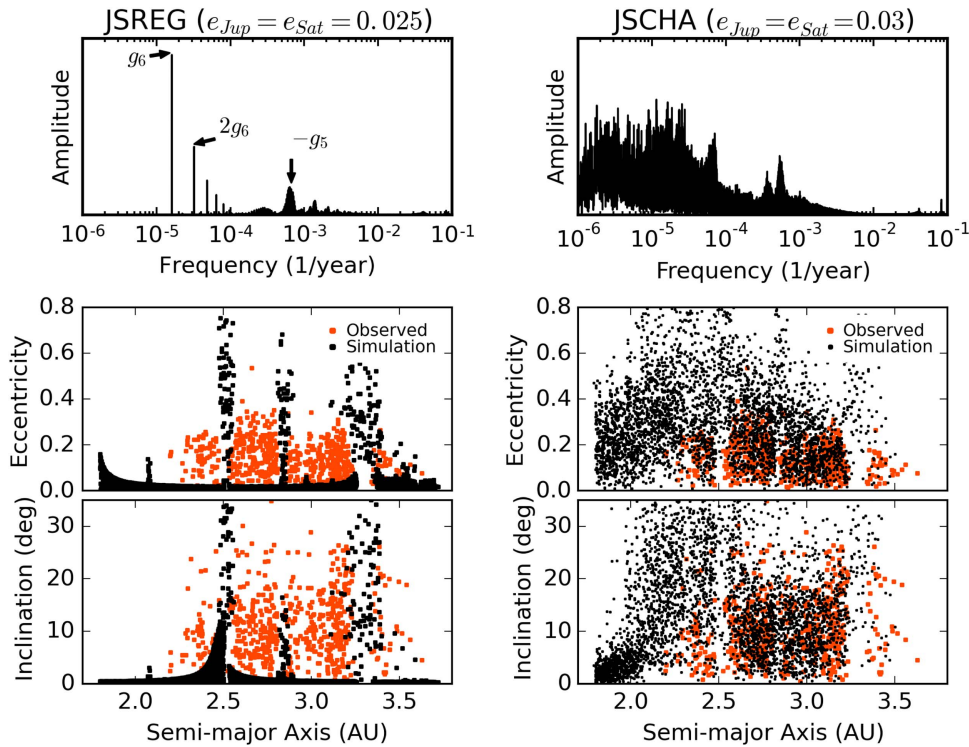 JSREG (e_Jup = e_Sat = 0.025)
JSCHA (e_Jup = e_Sat = 0.03)
g_6
2g_6
−g_5
Amplitude
Amplitude
10^-6 10^-5 10^-4 10^-3 10^-2 10^-1
10^-6 10^-5 10^-4 10^-3 10^-2 10^-1
Frequency (1/year)
Frequency (1/year)
0.8
0.6
0.4
0.2
0.0
Eccentricity
Observed
Simulation
0.8
0.6
0.4
0.2
0.0
Eccentricity
Observed
Simulation
30
20
10
0
Inclination (deg)
30
20
10
0
Inclination (deg)
2.0 2.5 3.0 3.5
2.0 2.5 3.0 3.5
Semi-major Axis (AU)
Semi-major Axis (AU)